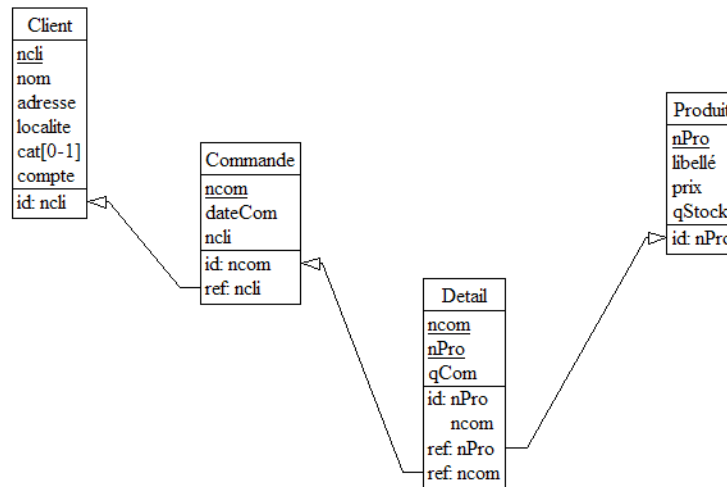 Client
ncli
nom
adresse
localite
cat[0-1]
compte
id: ncli
Commande
ncom
dateCom
ncli
id: ncom
ref: ncli
Detail
ncom
nPro
qCom
id: nPro
ncom
ref: nPro
ref: ncom
Produit
nPro
libellé
prix
qStock
id: nPro